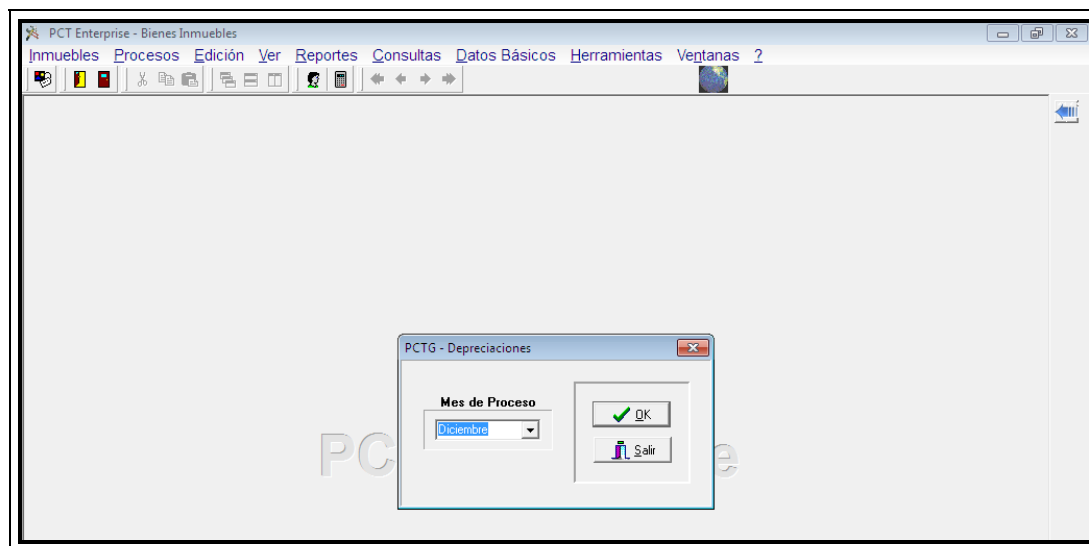 PCT Enterprise - Bienes Inmuebles
Inmuebles Procesos Edición Ver Reportes Consultas Datos Básicos Herramientas Ventanas ?
PCTG - Depreciaciones
Mes de Proceso
Diciembre
OK
Salir
PC e